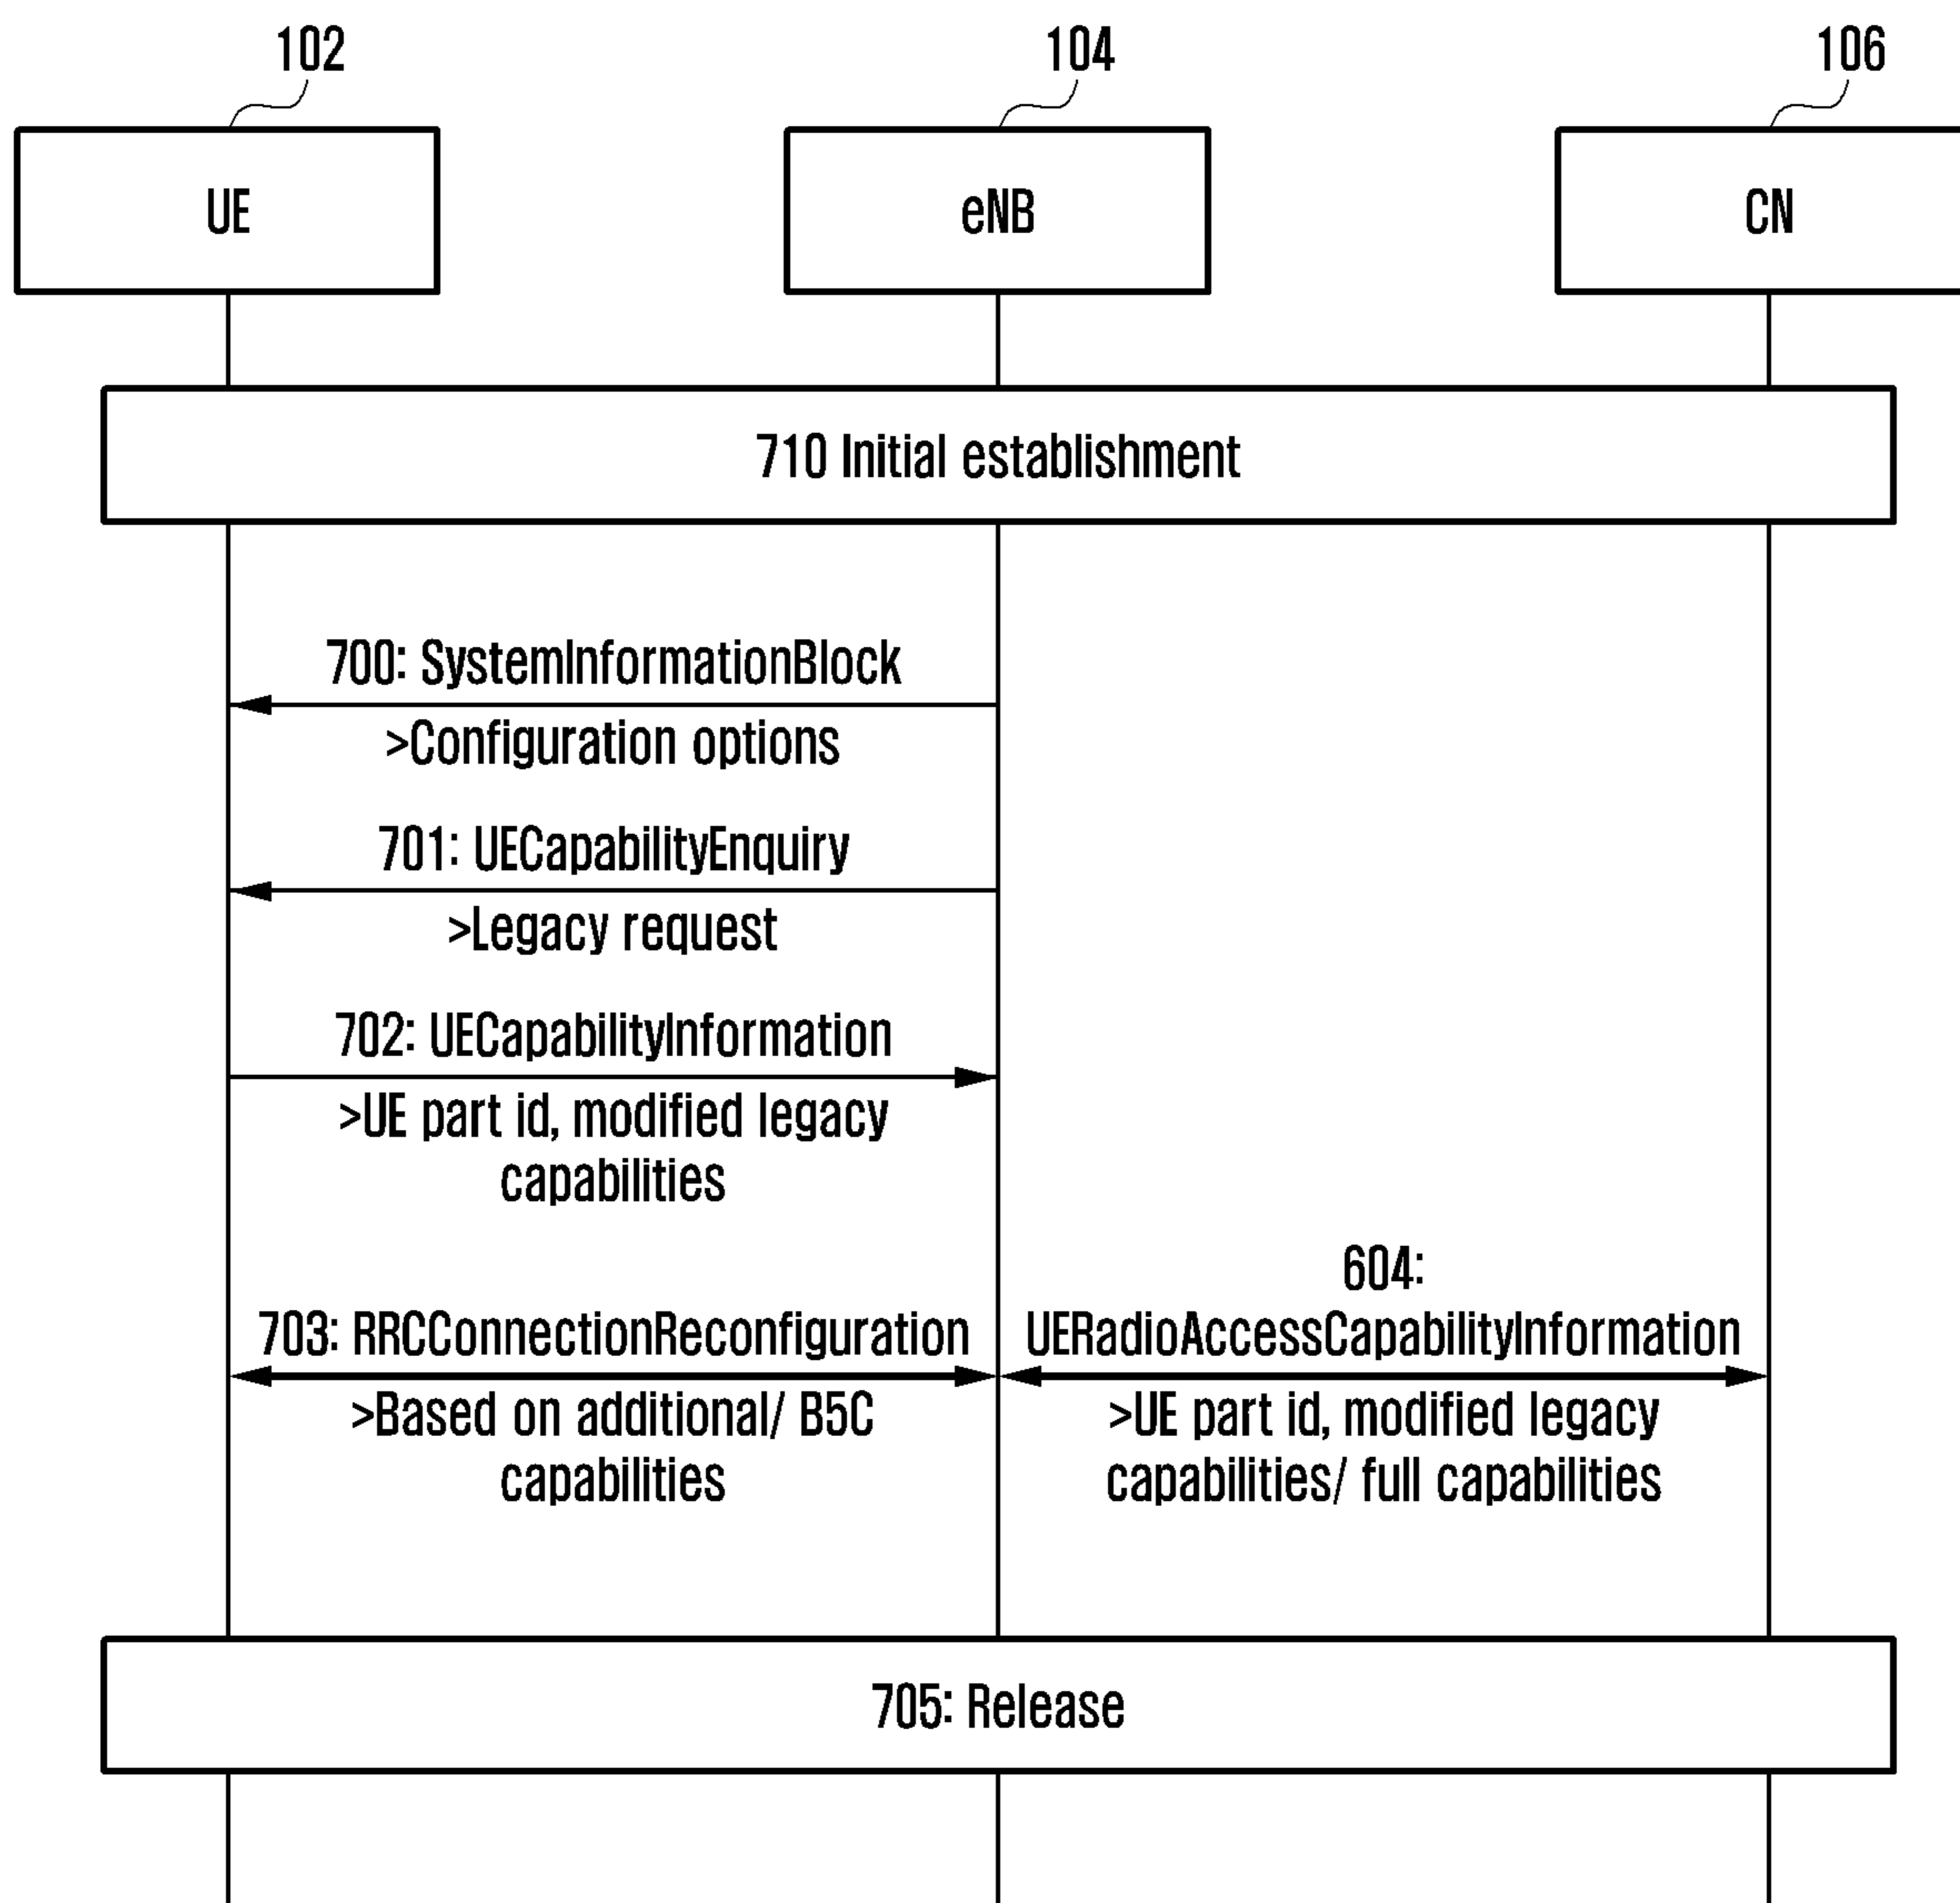 102
104
106
UE
eNB
CN
710 Initial establishment
700: SystemInformationBlock
>Configuration options
701: UECapabilityEnquiry
>Legacy request
702: UECapabilityInformation
>UE part id, modified legacy
capabilities
604:
703: RRCConnectionReconfiguration
UERadioAccessCapabilityInformation
>Based on additional/ B5C
capabilities
>UE part id, modified legacy
capabilities/ full capabilities
705: Release